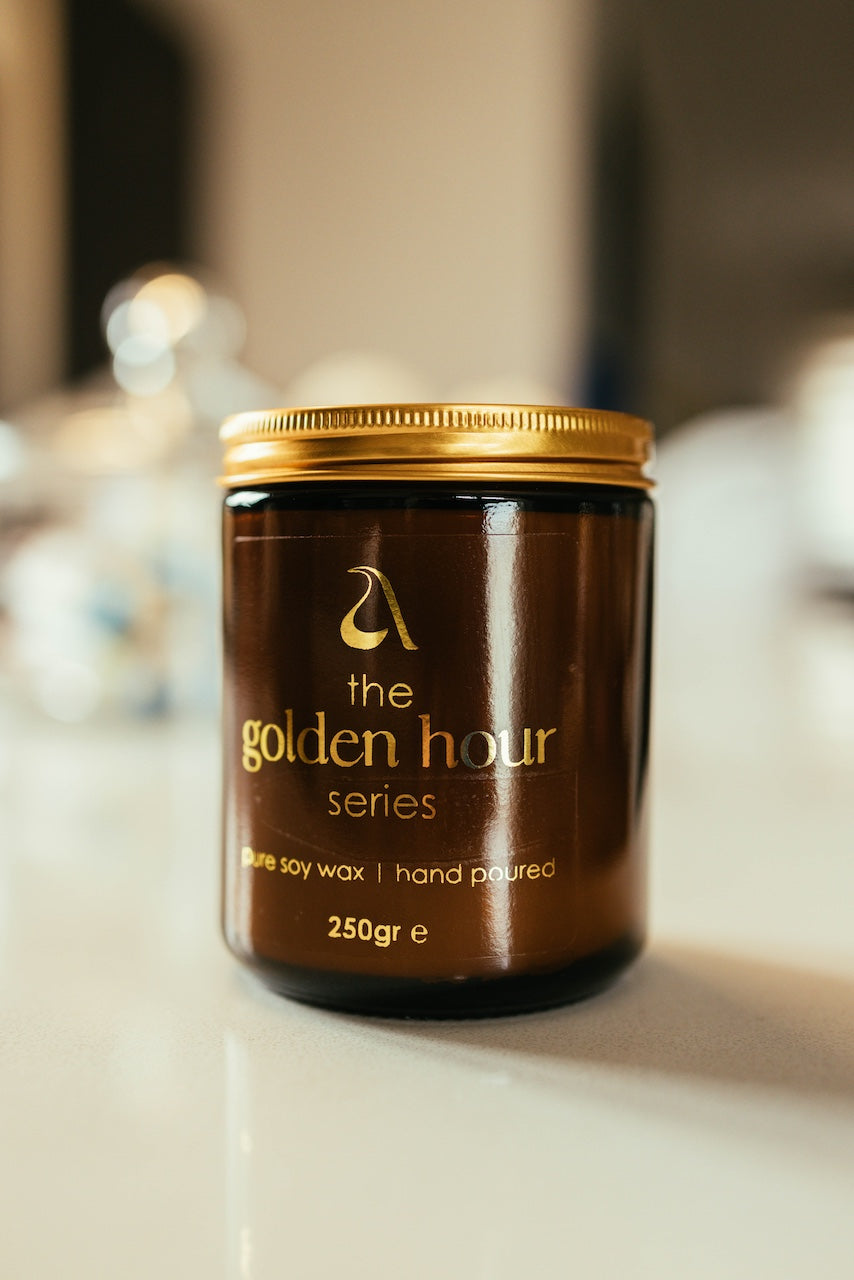 a
the
golden hour
series
pure soy wax | hand poured
250gr e